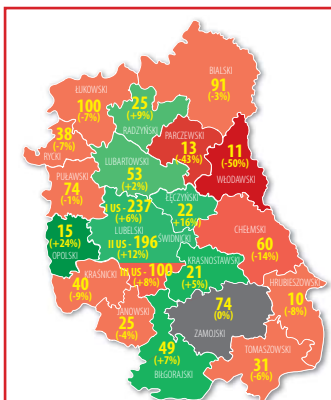 BIALSKI
91
(-3%)
ŁUKOWSKI
100
(-7%)
25
(+9%)
RADZYŃSKI
PARCZEWSKI
13
(-43%)
11
(-50%)
WŁODAWSKI
38
(-7%)
RYCKI
LUBARTOWSKI
53
(+2%)
PUŁAWSKI
74
(-1%)
ŁĘCZYŃSKI
22
(+16%)
I US - 237
(+6%)
LUBELSKI
II US - 196
(+12%)
III US - 100
(+8%)
ŚWIDNICKI
15
(+24%)
OPOLSKI
CHEŁMSKI
60
(-14%)
KRASNOSTAWSKI
21
(+5%)
KRAŚNICKI
40
(-9%)
HRUBIESZOWSKI
10
(-8%)
JANOWSKI
25
(-4%)
74
(0%)
ZAMOJSKI
49
(+7%)
BIŁGORAJSKI
TOMASZOWSKI
31
(-6%)